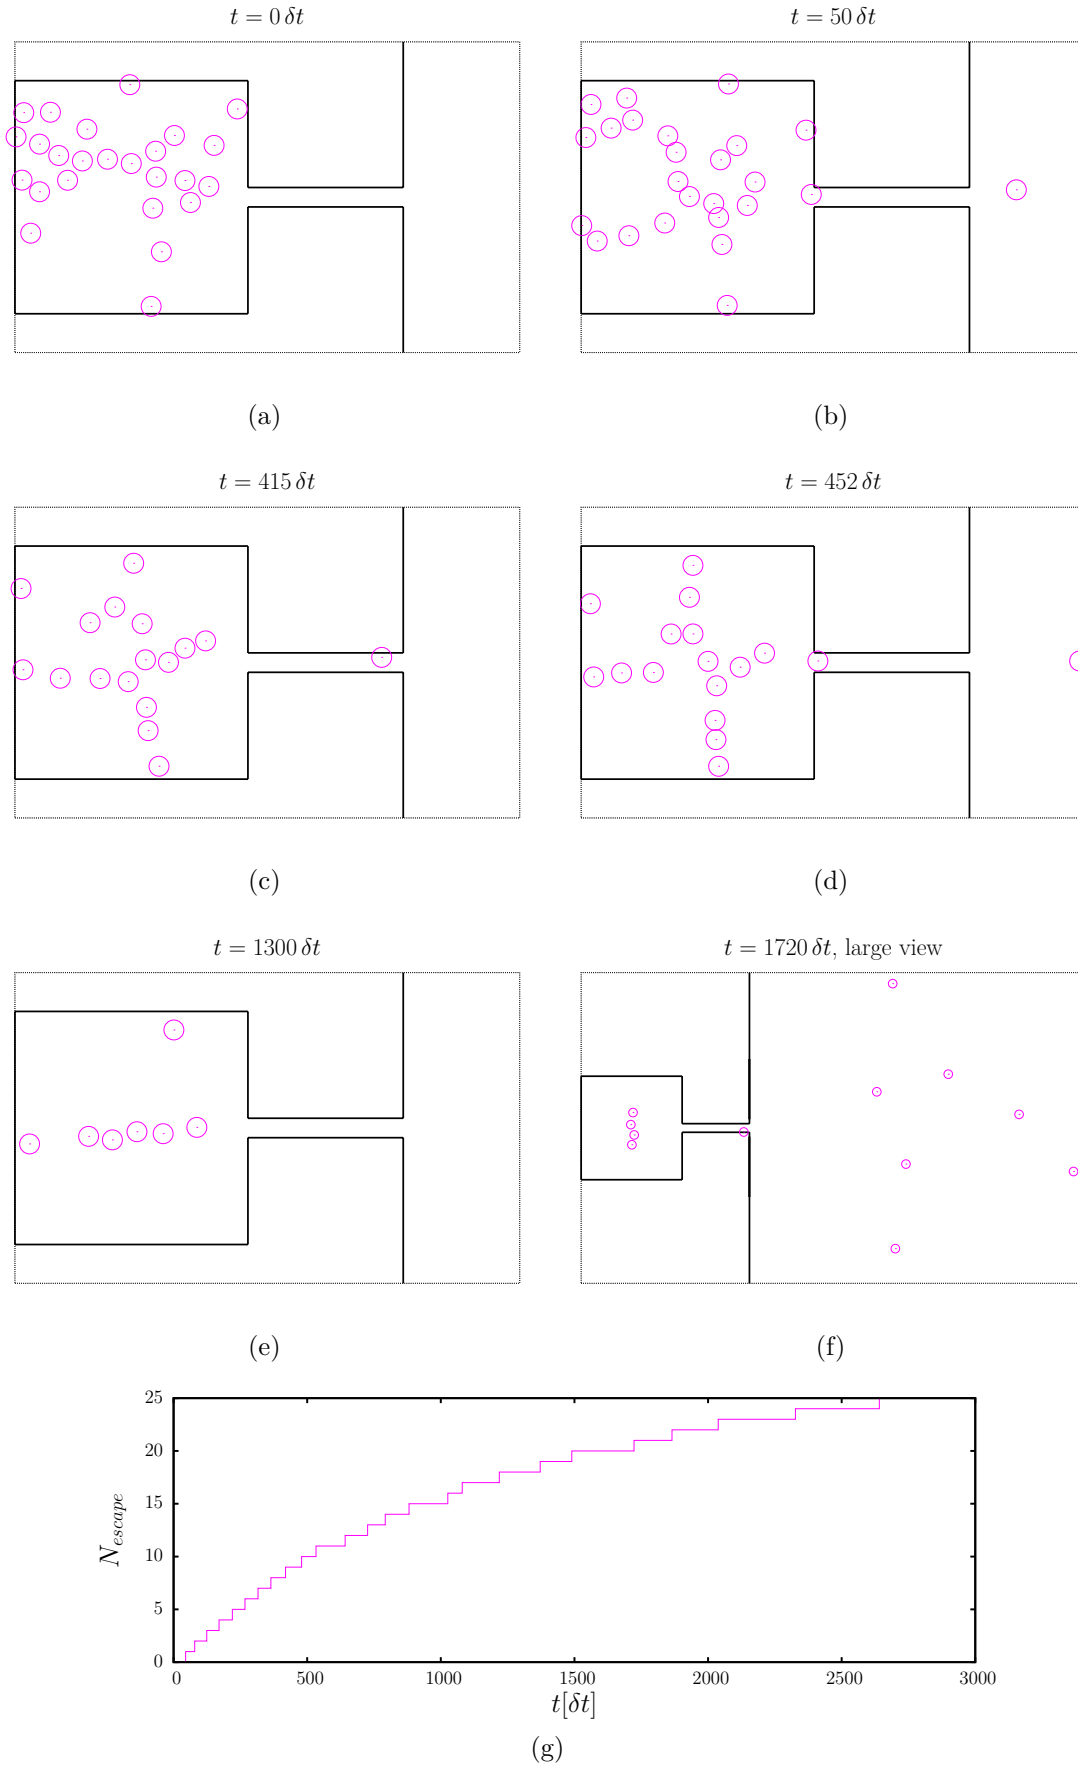 t = 0 δt
t = 50 δt
(a)
(b)
t = 415 δt
t = 452 δt
(c)
(d)
t = 1300 δt
t = 1720 δt, large view
(e)
(f)
25
20
15
10
5
0
N_escape
0 500 1000 1500 2000 2500 3000
t[δt]
(g)